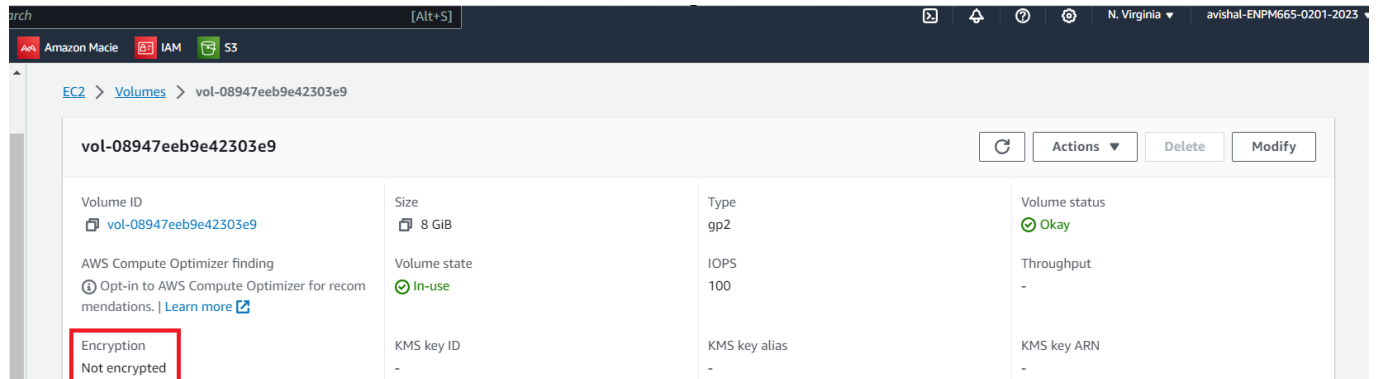 arch
[Alt+S]
N. Virginia ▼
avishal-ENPM665-0201-2023
Amazon Macie
IAM
S3
EC2 > Volumes > vol-08947eeb9e42303e9
vol-08947eeb9e42303e9
Actions ▼
Delete
Modify
Volume ID
vol-08947eeb9e42303e9
Size
8 GiB
Type
gp2
Volume status
Okay
AWS Compute Optimizer finding
Opt-in to AWS Compute Optimizer for recom
mendations. | Learn more
Volume state
In-use
IOPS
100
Throughput
-
Encryption
Not encrypted
KMS key ID
-
KMS key alias
-
KMS key ARN
-